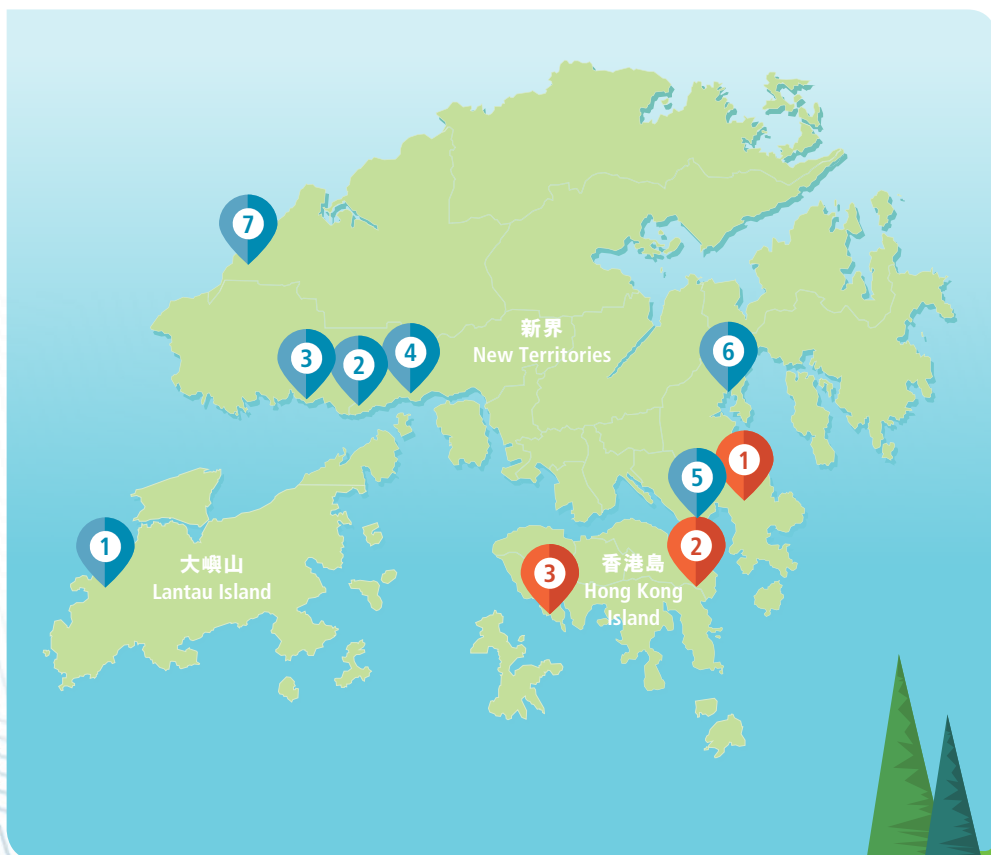 7
新界
New Territories
3
2
4
6
1
5
1
大嶼山
Lantau Island
2
3
香港島
Hong Kong
Island